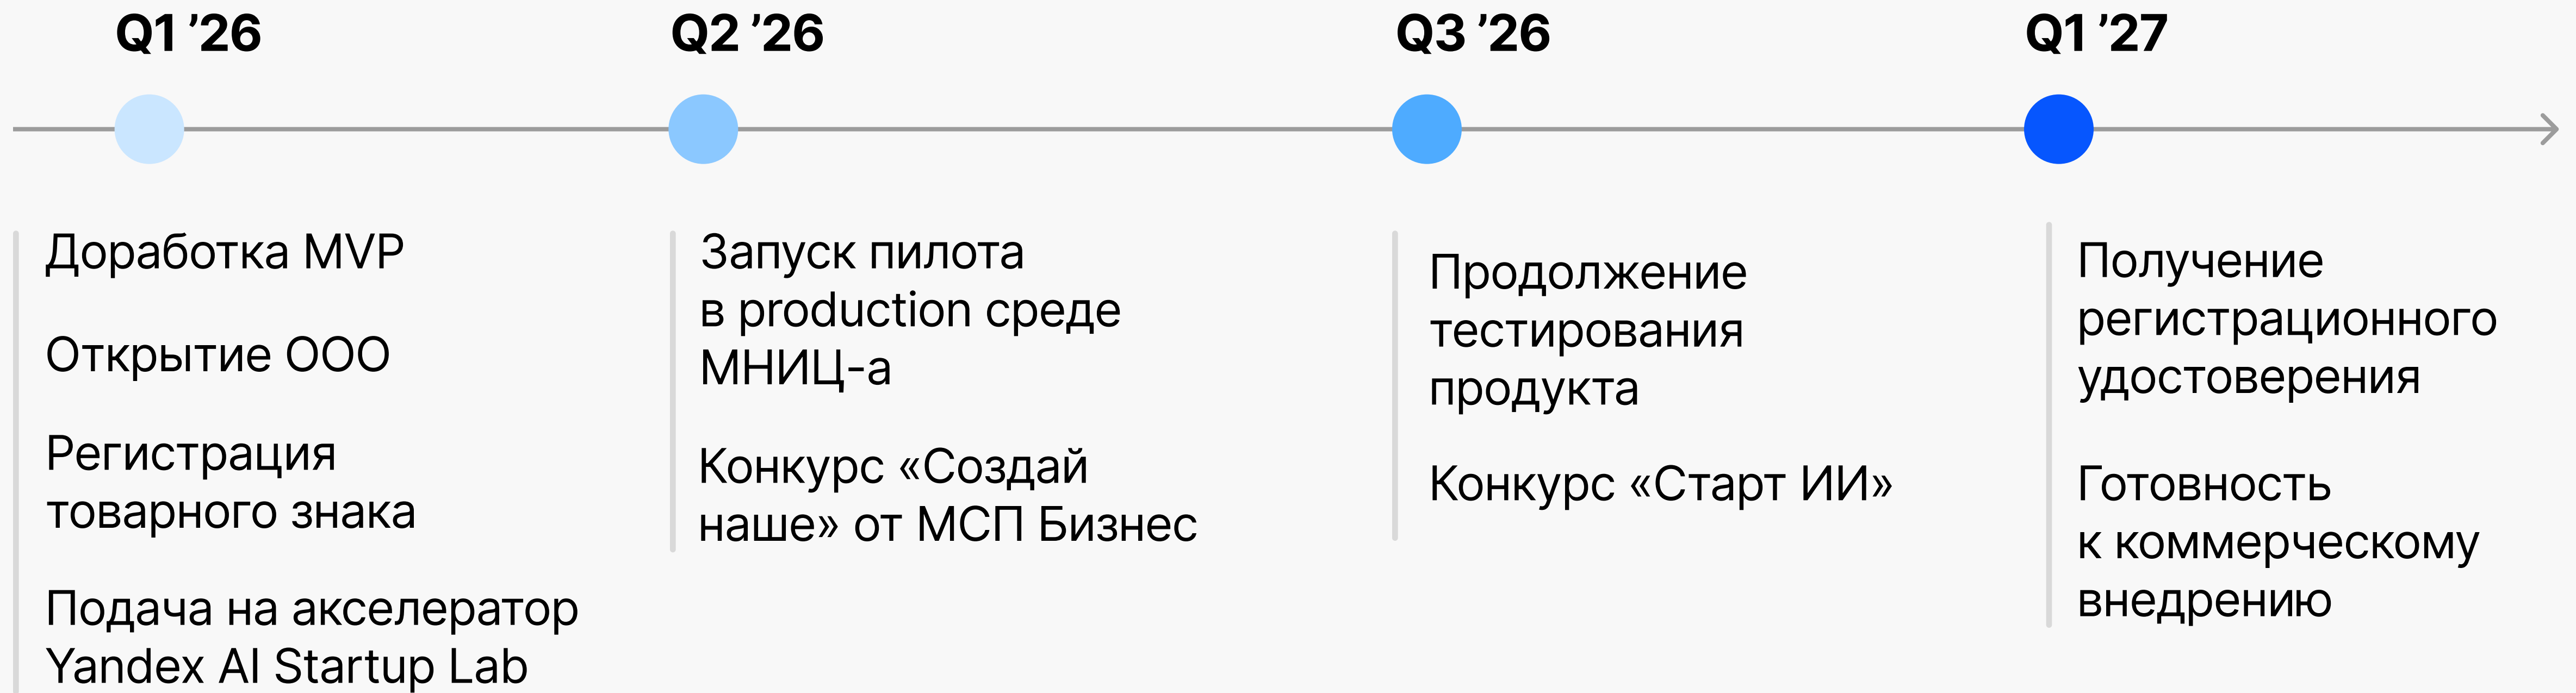 Q1 ’26
Q2 ’26
Q3 ’26
Q1 ’27
Доработка MVP
Открытие ООО
Регистрация
товарного знака
Подача на акселератор
Yandex AI Startup Lab
Запуск пилота
в production среде
МНИЦ-а
Конкурс «Создай
наше» от МСП Бизнес
Продолжение
тестирования
продукта
Конкурс «Старт ИИ»
Получение
регистрационного
удостоверения
Готовность
к коммерческому
внедрению